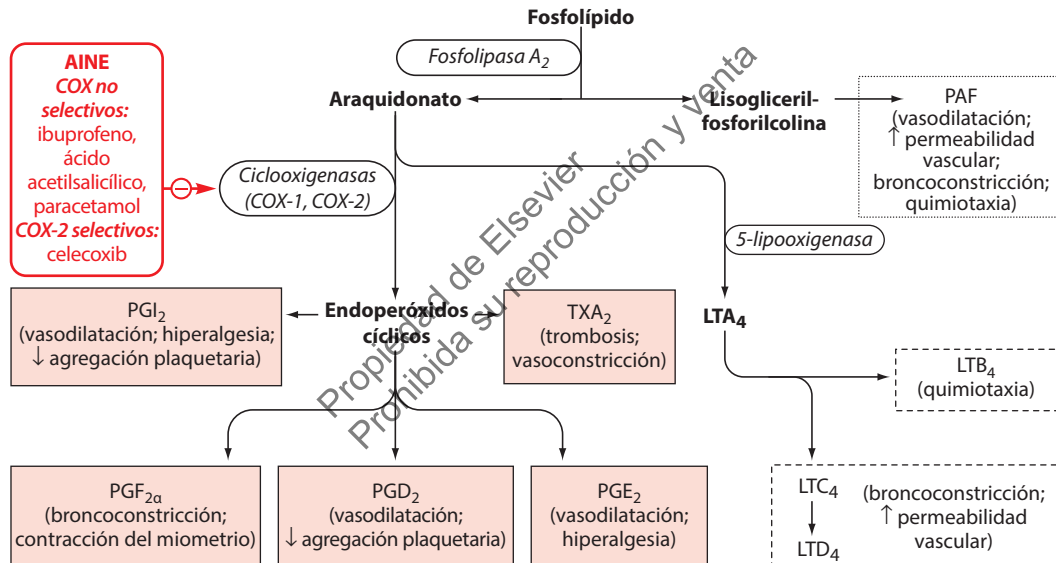 Fosfolípido
Fosfolipasa A2
AINE
COX no
selectivos:
ibuprofeno,
ácido
acetilsalicílico,
paracetamol
COX-2 selectivos:
celecoxib
Araquidonato
Lisogliceril-
fosforilcolina
PAF
(vasodilatación;
↑ permeabilidad
vascular;
broncoconstricción;
quimiotaxia)
Ciclooxigenasas
(COX-1, COX-2)
5-lipooxigenasa
PGI2
(vasodilatación; hiperalgesia;
↓ agregación plaquetaria)
Endoperóxidos
cíclicos
TXA2
(trombosis;
vasoconstricción)
LTA4
LTB4
(quimiotaxia)
PGF2α
(broncoconstricción;
contracción del miometrio)
PGD2
(vasodilatación;
↓ agregación plaquetaria)
PGE2
(vasodilatación;
hiperalgesia)
LTC4
LTD4
(broncoconstricción;
↑ permeabilidad
vascular)
Propiedad de Elsevier
Prohibida su reproducción y venta